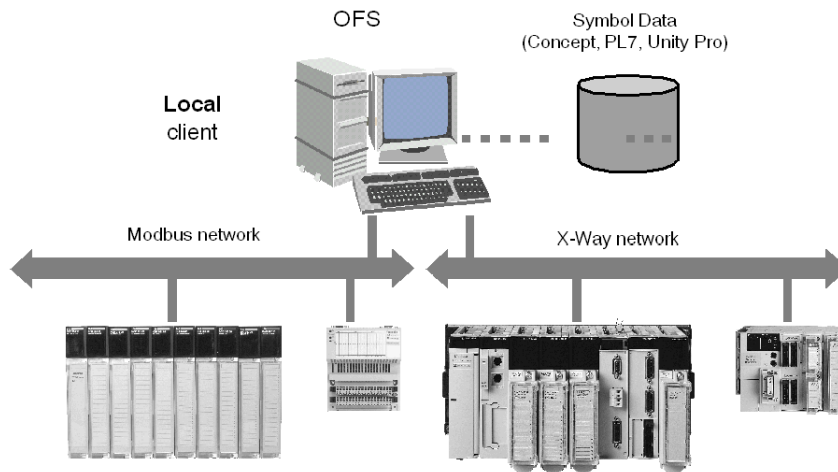 OFS
Symbol Data
(Concept, PL7, Unity Pro)
Local
client
Modbus network
X-Way network